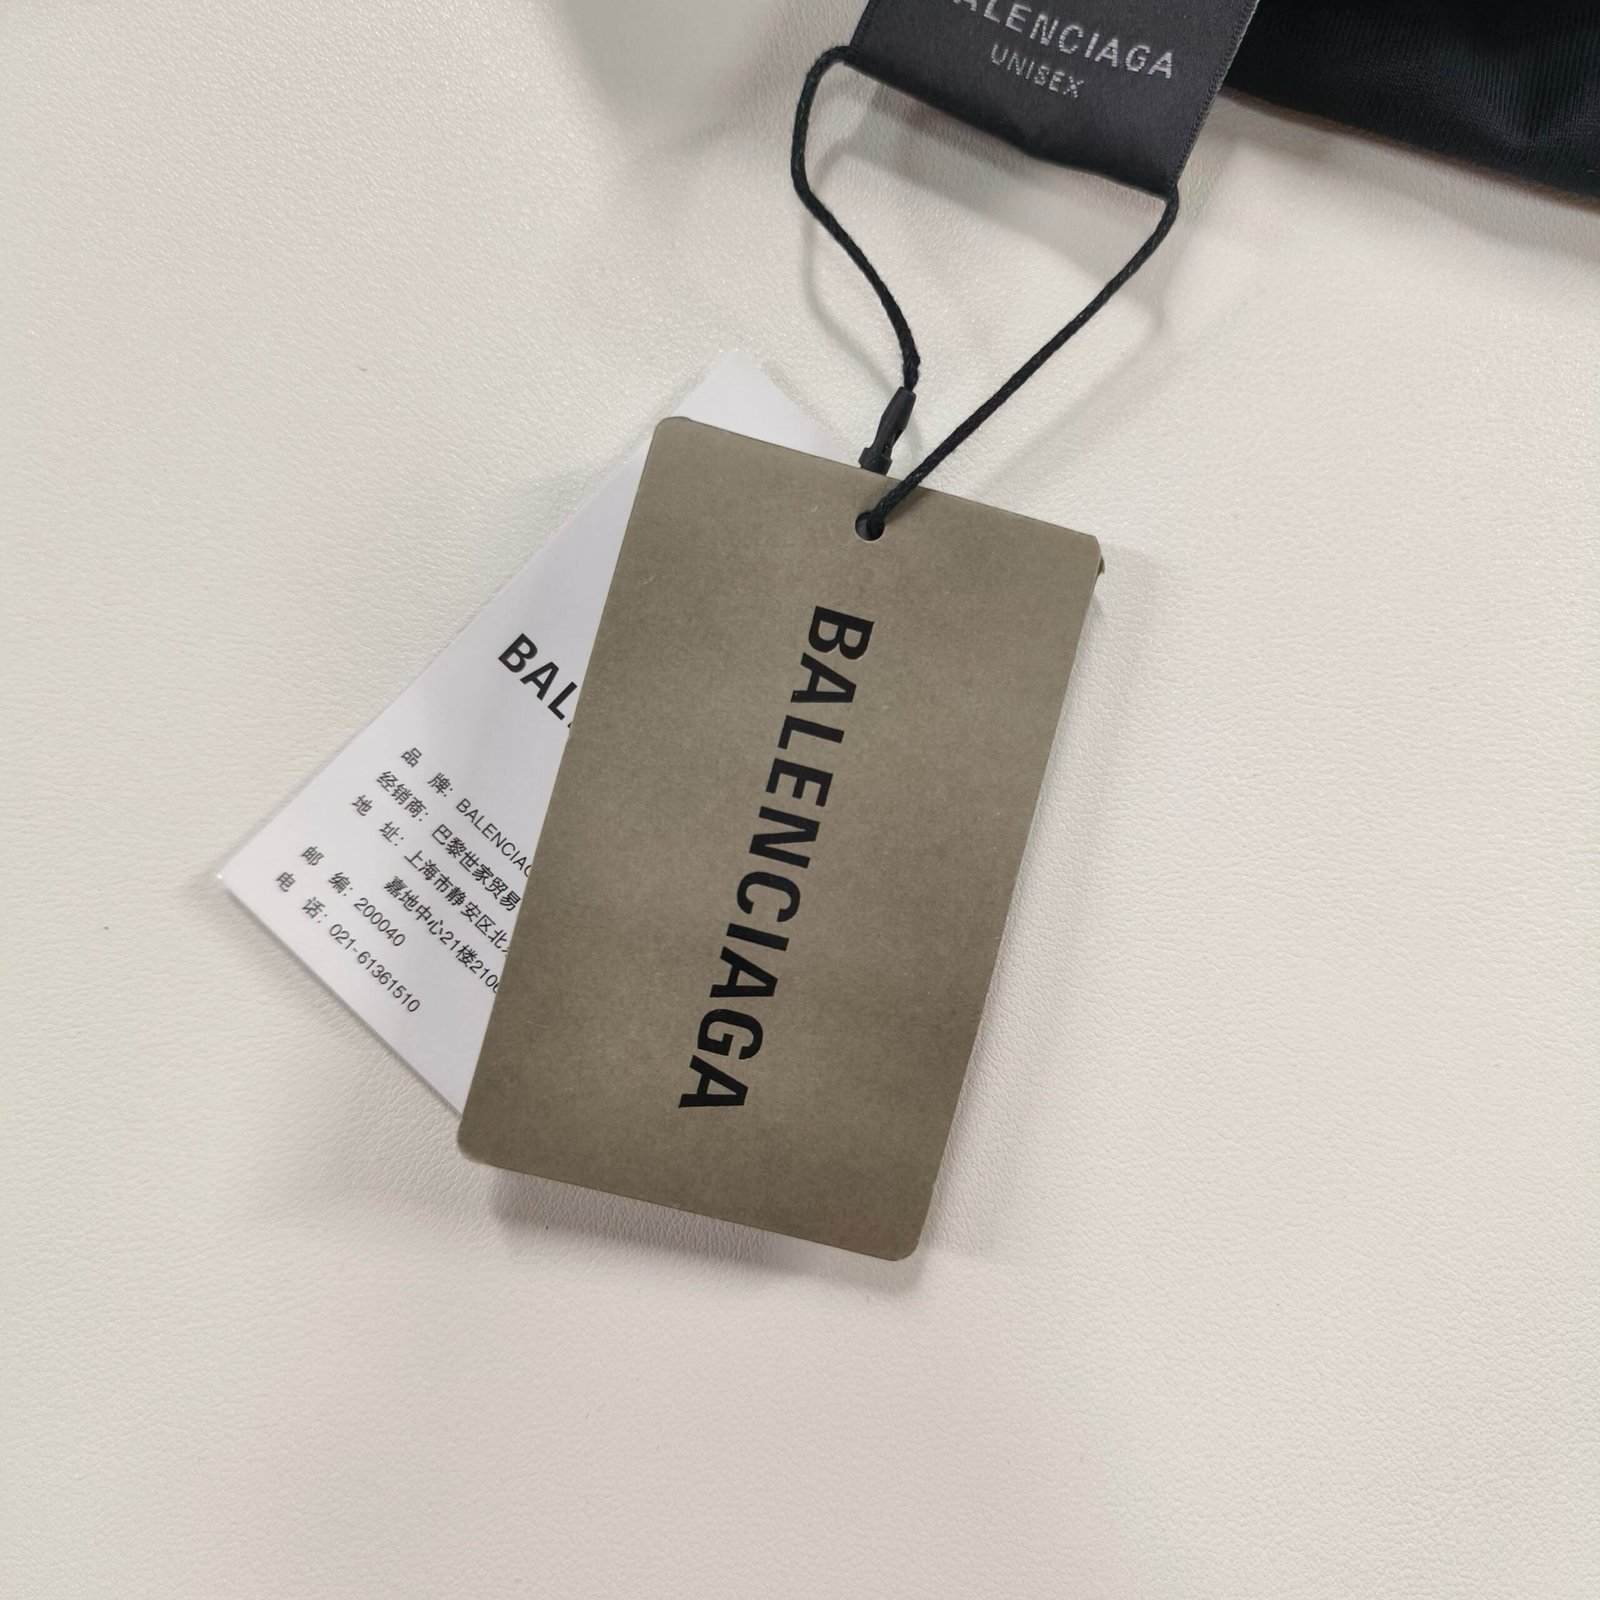 BALENCIAGA
UNISEX
BALENCIAGA
品 牌: BALENCIAG
经销商: 巴黎世家贸易
地 址: 上海市静安区北
嘉地中心21楼210
邮 编: 200040
电 话: 021-61361510